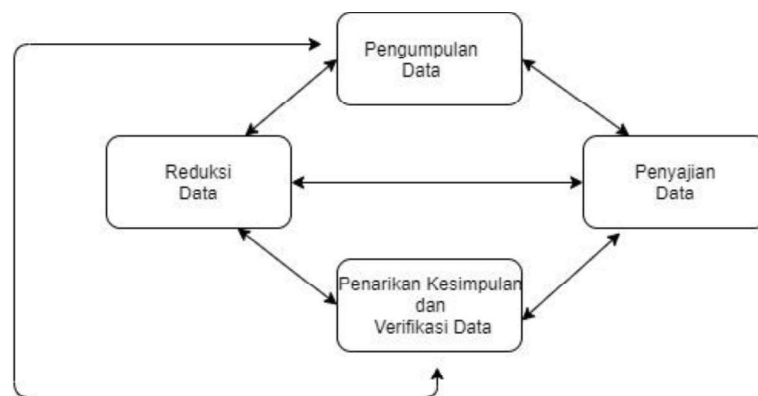 Pengumpulan
Data
Reduksi
Data
Penyajian
Data
Penarikan Kesimpulan
dan
Verifikasi Data